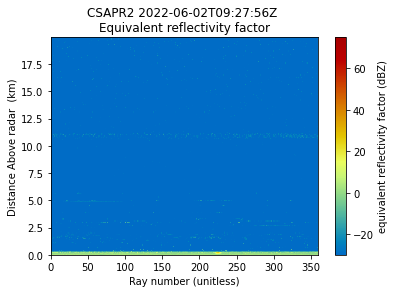 CSAPR2 2022-06-02T09:27:56Z
Equivalent reflectivity factor
Distance Above radar  (km)
17.5
15.0
12.5
10.0
7.5
5.0
2.5
0.0
0 50 100 150 200 250 300 350
Ray number (unitless)
60
40
20
0
−20
equivalent reflectivity factor (dBZ)